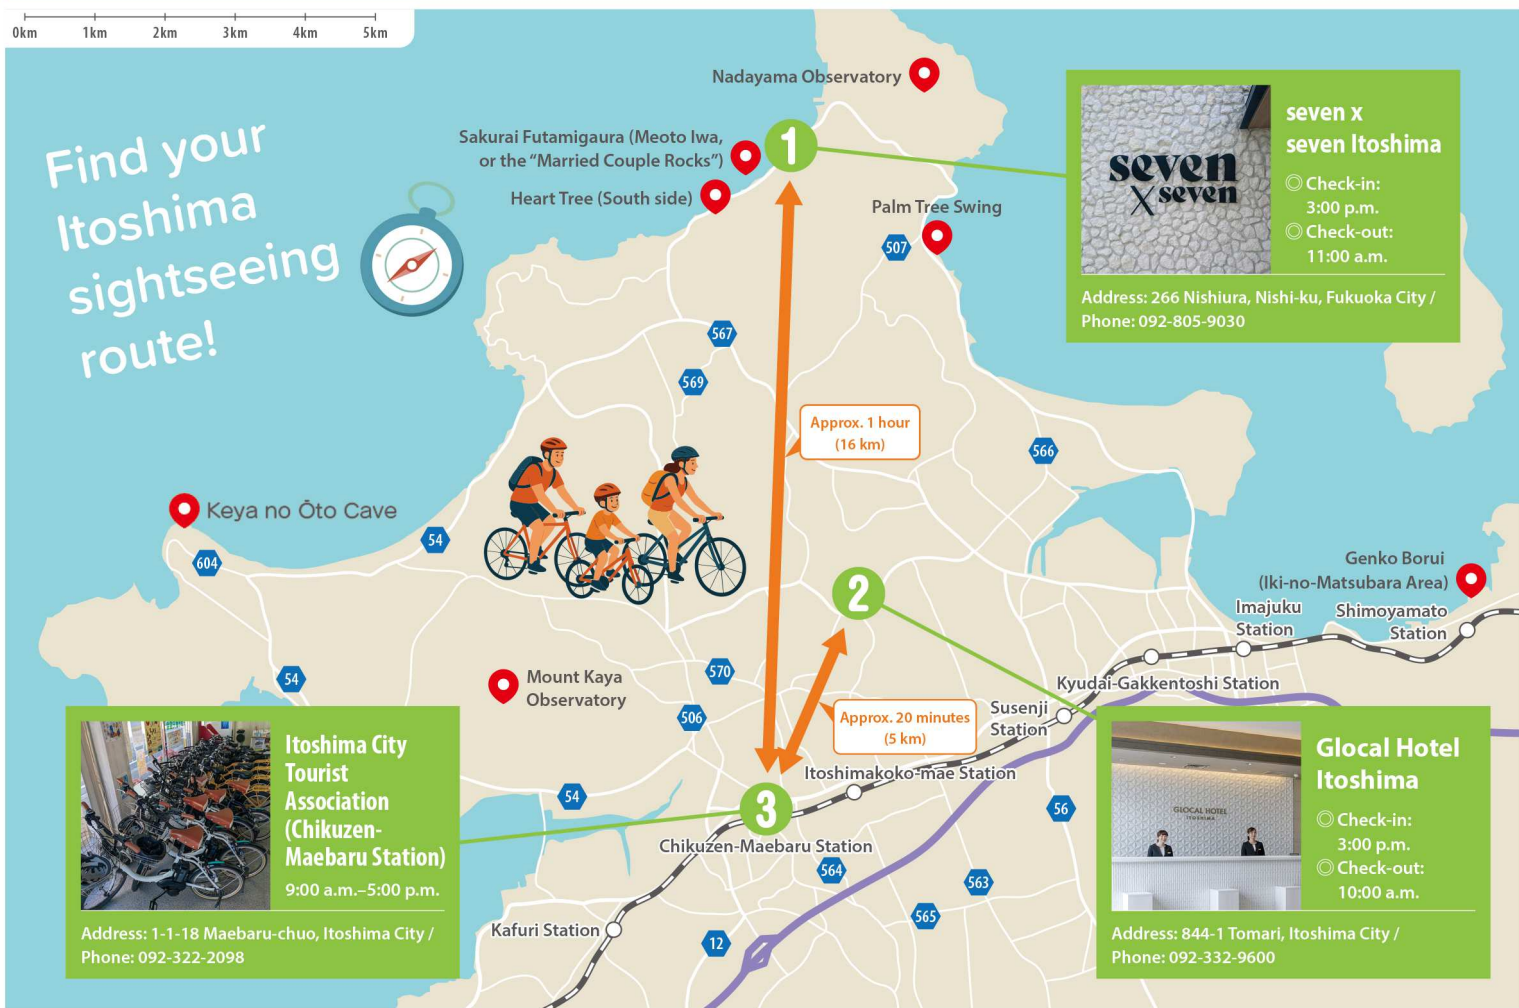 0km 1km 2km 3km 4km 5km
Find your
Itoshima
sightseeing
route!
Nadayama Observatory
Sakurai Futamigaura (Meoto Iwa,
or the “Married Couple Rocks”)
Heart Tree (South side)
Palm Tree Swing
1
seven
x seven
seven x
seven Itoshima
◎ Check-in:
3:00 p.m.
◎ Check-out:
11:00 a.m.
Address: 266 Nishiura, Nishi-ku, Fukuoka City /
Phone: 092-805-9030
507
567
569
566
Approx. 1 hour
(16 km)
Keya no Ōto Cave
604
54
54
2
Genko Borui
(Iki-no-Matsubara Area)
Imajuku
Station
Shimoyamato
Station
Kyudai-Gakkentoshi Station
Susenji
Station
Mount Kaya
Observatory
570
506
Approx. 20 minutes
(5 km)
Itoshimakoko-mae Station
54
3
Chikuzen-Maebaru Station
56
564
563
565
12
Kafuri Station
Itoshima City
Tourist
Association
(Chikuzen-
Maebaru Station)
9:00 a.m.–5:00 p.m.
Address: 1-1-18 Maebaru-chuo, Itoshima City /
Phone: 092-322-2098
GLOCAL HOTEL
ITOSHIMA
Glocal Hotel
Itoshima
◎ Check-in:
3:00 p.m.
◎ Check-out:
10:00 a.m.
Address: 844-1 Tomari, Itoshima City /
Phone: 092-332-9600